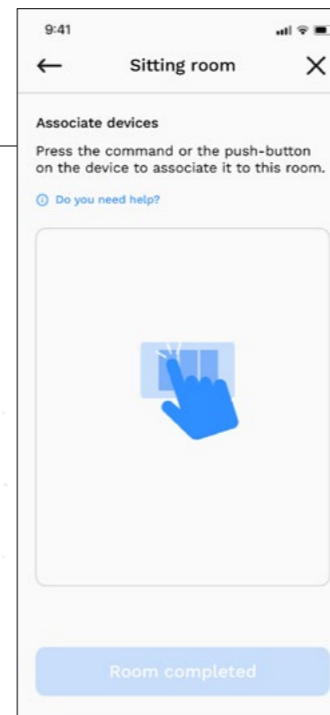 9:41
Sitting room
Associate devices
Press the command or the push-button
on the device to associate it to this room.
Do you need help?
Room completed